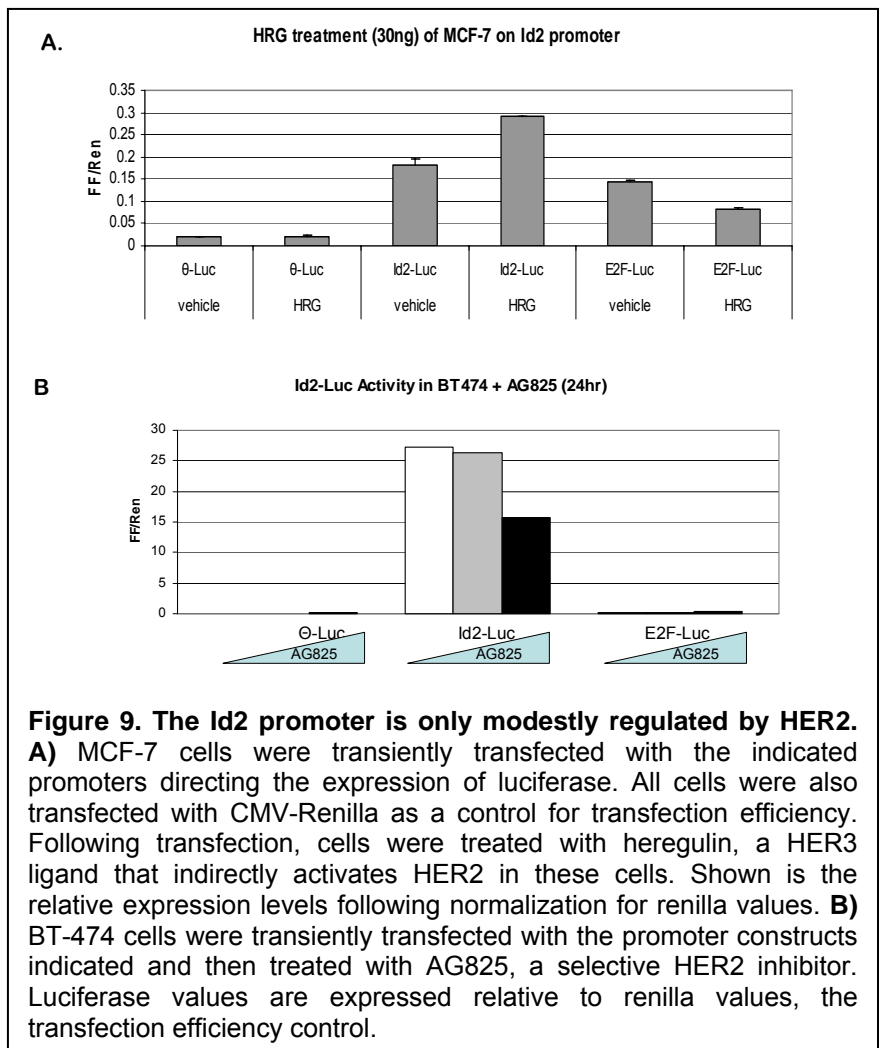 A.
HRG treatment (30ng) of MCF-7 on Id2 promoter
0.35
0.3
0.25
0.2
0.15
0.1
0.05
0
FF/Ren
θ-Luc θ-Luc Id2-Luc Id2-Luc E2F-Luc E2F-Luc
vehicle HRG vehicle HRG vehicle HRG
B
Id2-Luc Activity in BT474 + AG825 (24hr)
30
25
20
15
10
5
0
FF/Ren
Θ-Luc Id2-Luc E2F-Luc
AG825 AG825 AG825
Figure 9. The Id2 promoter is only modestly regulated by HER2.
A) MCF-7 cells were transiently transfected with the indicated
promoters directing the expression of luciferase. All cells were also
transfected with CMV-Renilla as a control for transfection efficiency.
Following transfection, cells were treated with heregulin, a HER3
ligand that indirectly activates HER2 in these cells. Shown is the
relative expression levels following normalization for renilla values. B)
BT-474 cells were transiently transfected with the promoter constructs
indicated and then treated with AG825, a selective HER2 inhibitor.
Luciferase values are expressed relative to renilla values, the
transfection efficiency control.